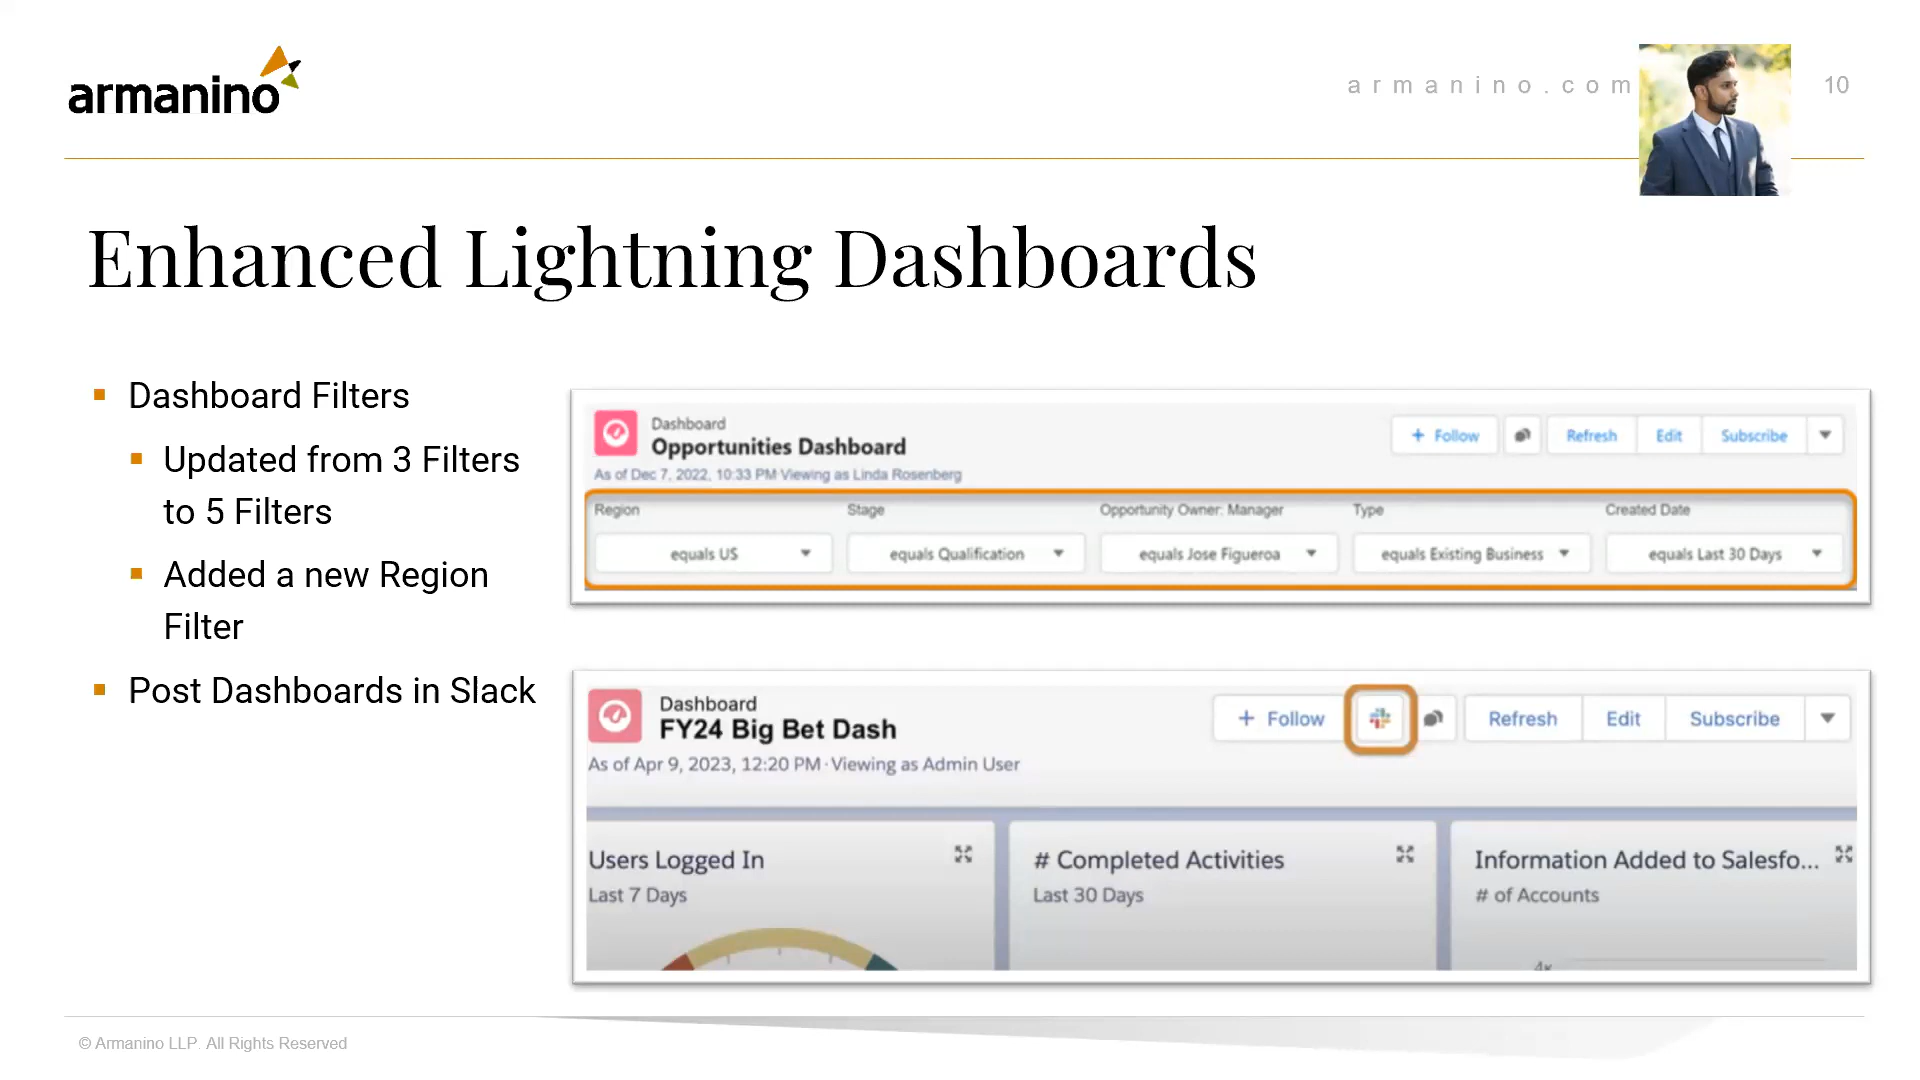 armanino
armanino.com
10
Enhanced Lightning Dashboards
Dashboard Filters
Updated from 3 Filters
to 5 Filters
Added a new Region
Filter
Post Dashboards in Slack
Dashboard
Opportunities Dashboard
As of Dec 7, 2022, 10:33 PM·Viewing as Linda Rosenberg
+ Follow
Refresh
Edit
Subscribe
Region
Stage
Opportunity Owner: Manager
Type
Created Date
equals US
equals Qualification
equals Jose Figueroa
equals Existing Business
equals Last 30 Days
Dashboard
FY24 Big Bet Dash
As of Apr 9, 2023, 12:20 PM·Viewing as Admin User
+ Follow
Refresh
Edit
Subscribe
Users Logged In
Last 7 Days
# Completed Activities
Last 30 Days
Information Added to Salesfo...
# of Accounts
© Armanino LLP. All Rights Reserved